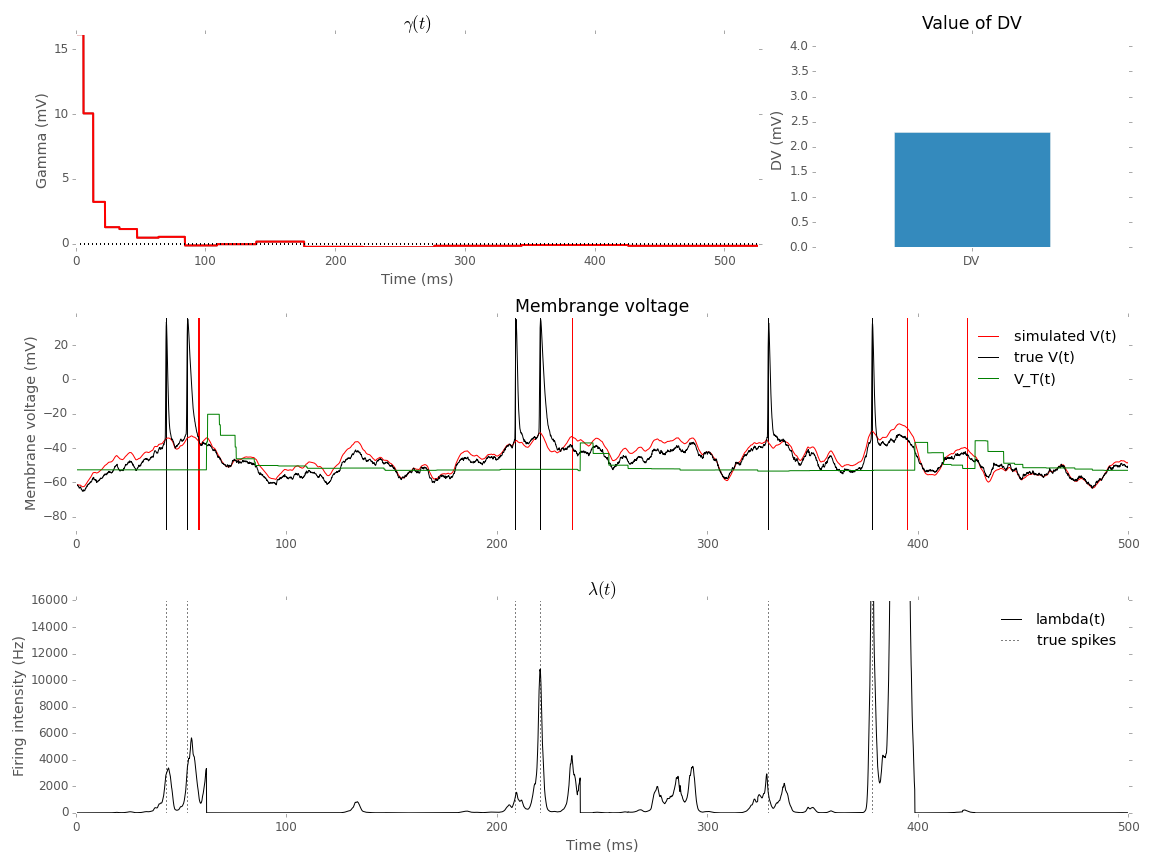 γ(t)
Gamma (mV)
15
10
5
0
0 100 200 300 400 500
Time (ms)
Value of DV
DV (mV)
4.0
3.5
3.0
2.5
2.0
1.5
1.0
0.5
0.0
DV
Membrange voltage
Membrane voltage (mV)
20
0
−20
−40
−60
−80
simulated V(t)
true V(t)
V_T(t)
0 100 200 300 400 500
λ(t)
Firing intensity (Hz)
16000
14000
12000
10000
8000
6000
4000
2000
0
lambda(t)
true spikes
0 100 200 300 400 500
Time (ms)